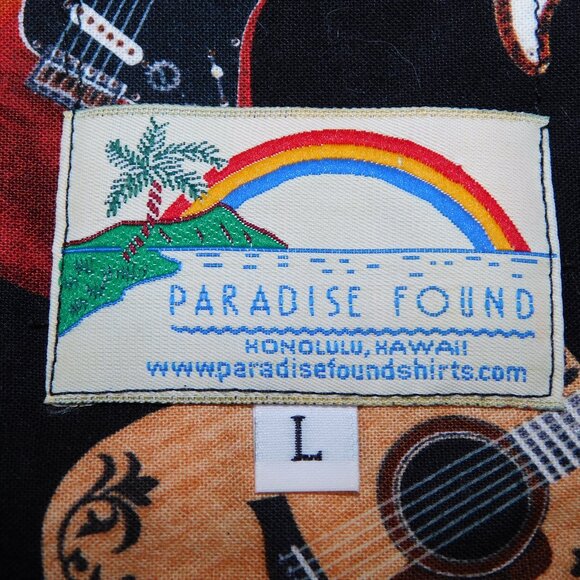 PARADISE FOUND
HONOLULU, HAWAII
www.paradisefoundshirts.com
L